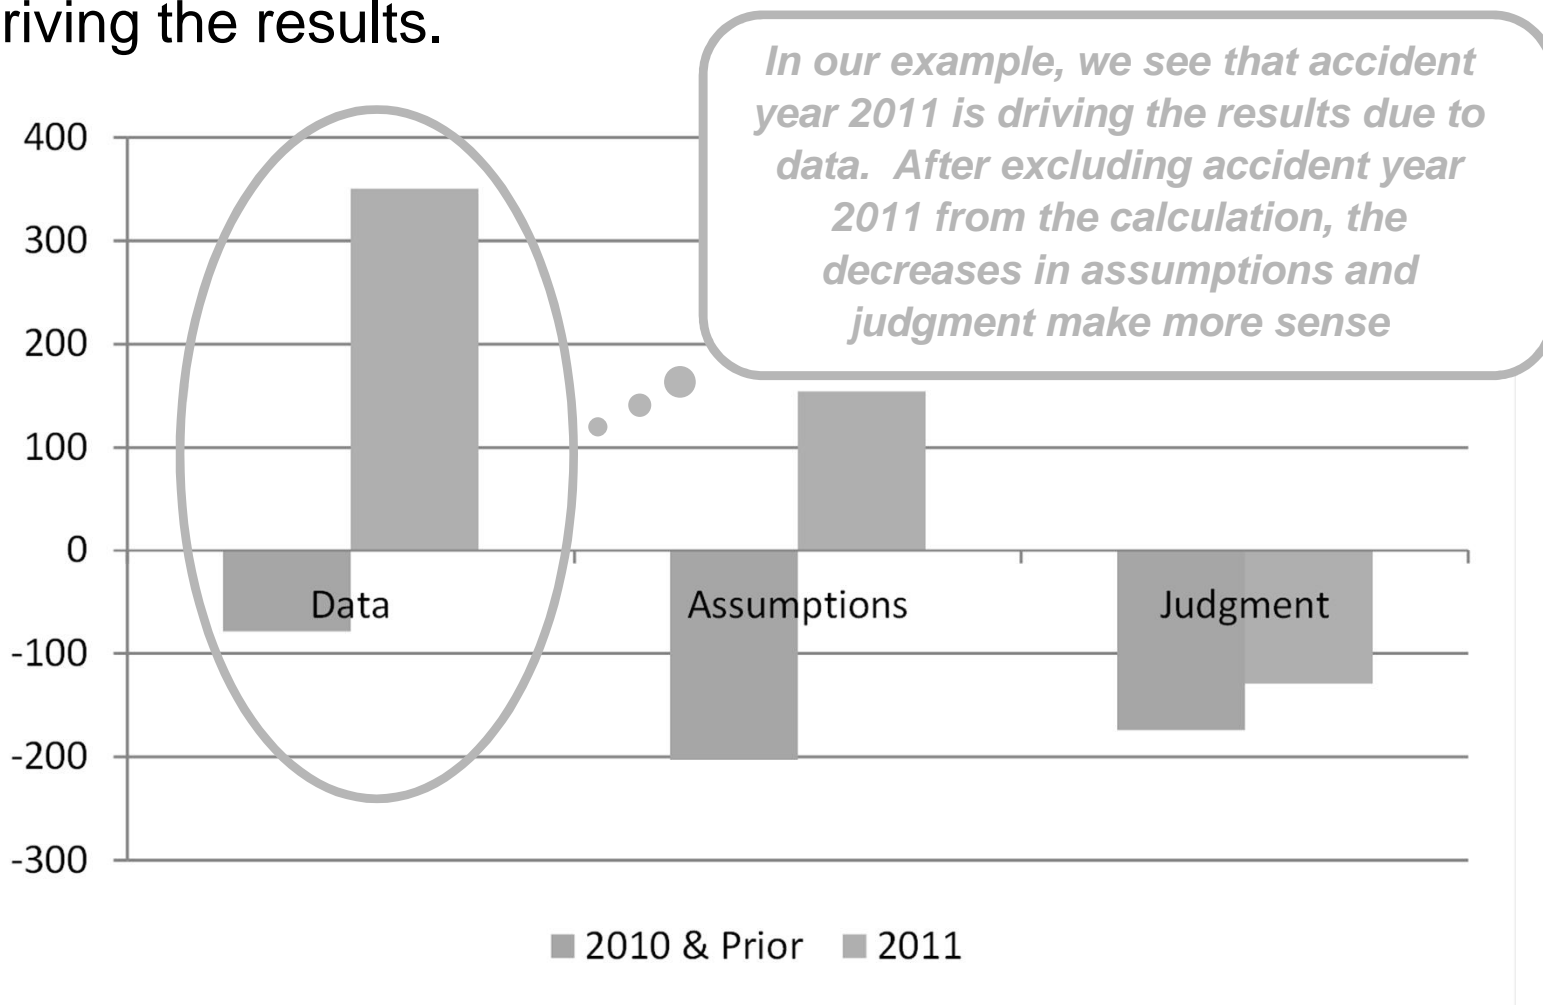 riving the results.
In our example, we see that accident
year 2011 is driving the results due to
data.  After excluding accident year
2011 from the calculation, the
decreases in assumptions and
judgment make more sense
400
300
200
100
0
-100
-200
-300
Data
Assumptions
Judgment
2010 & Prior
2011